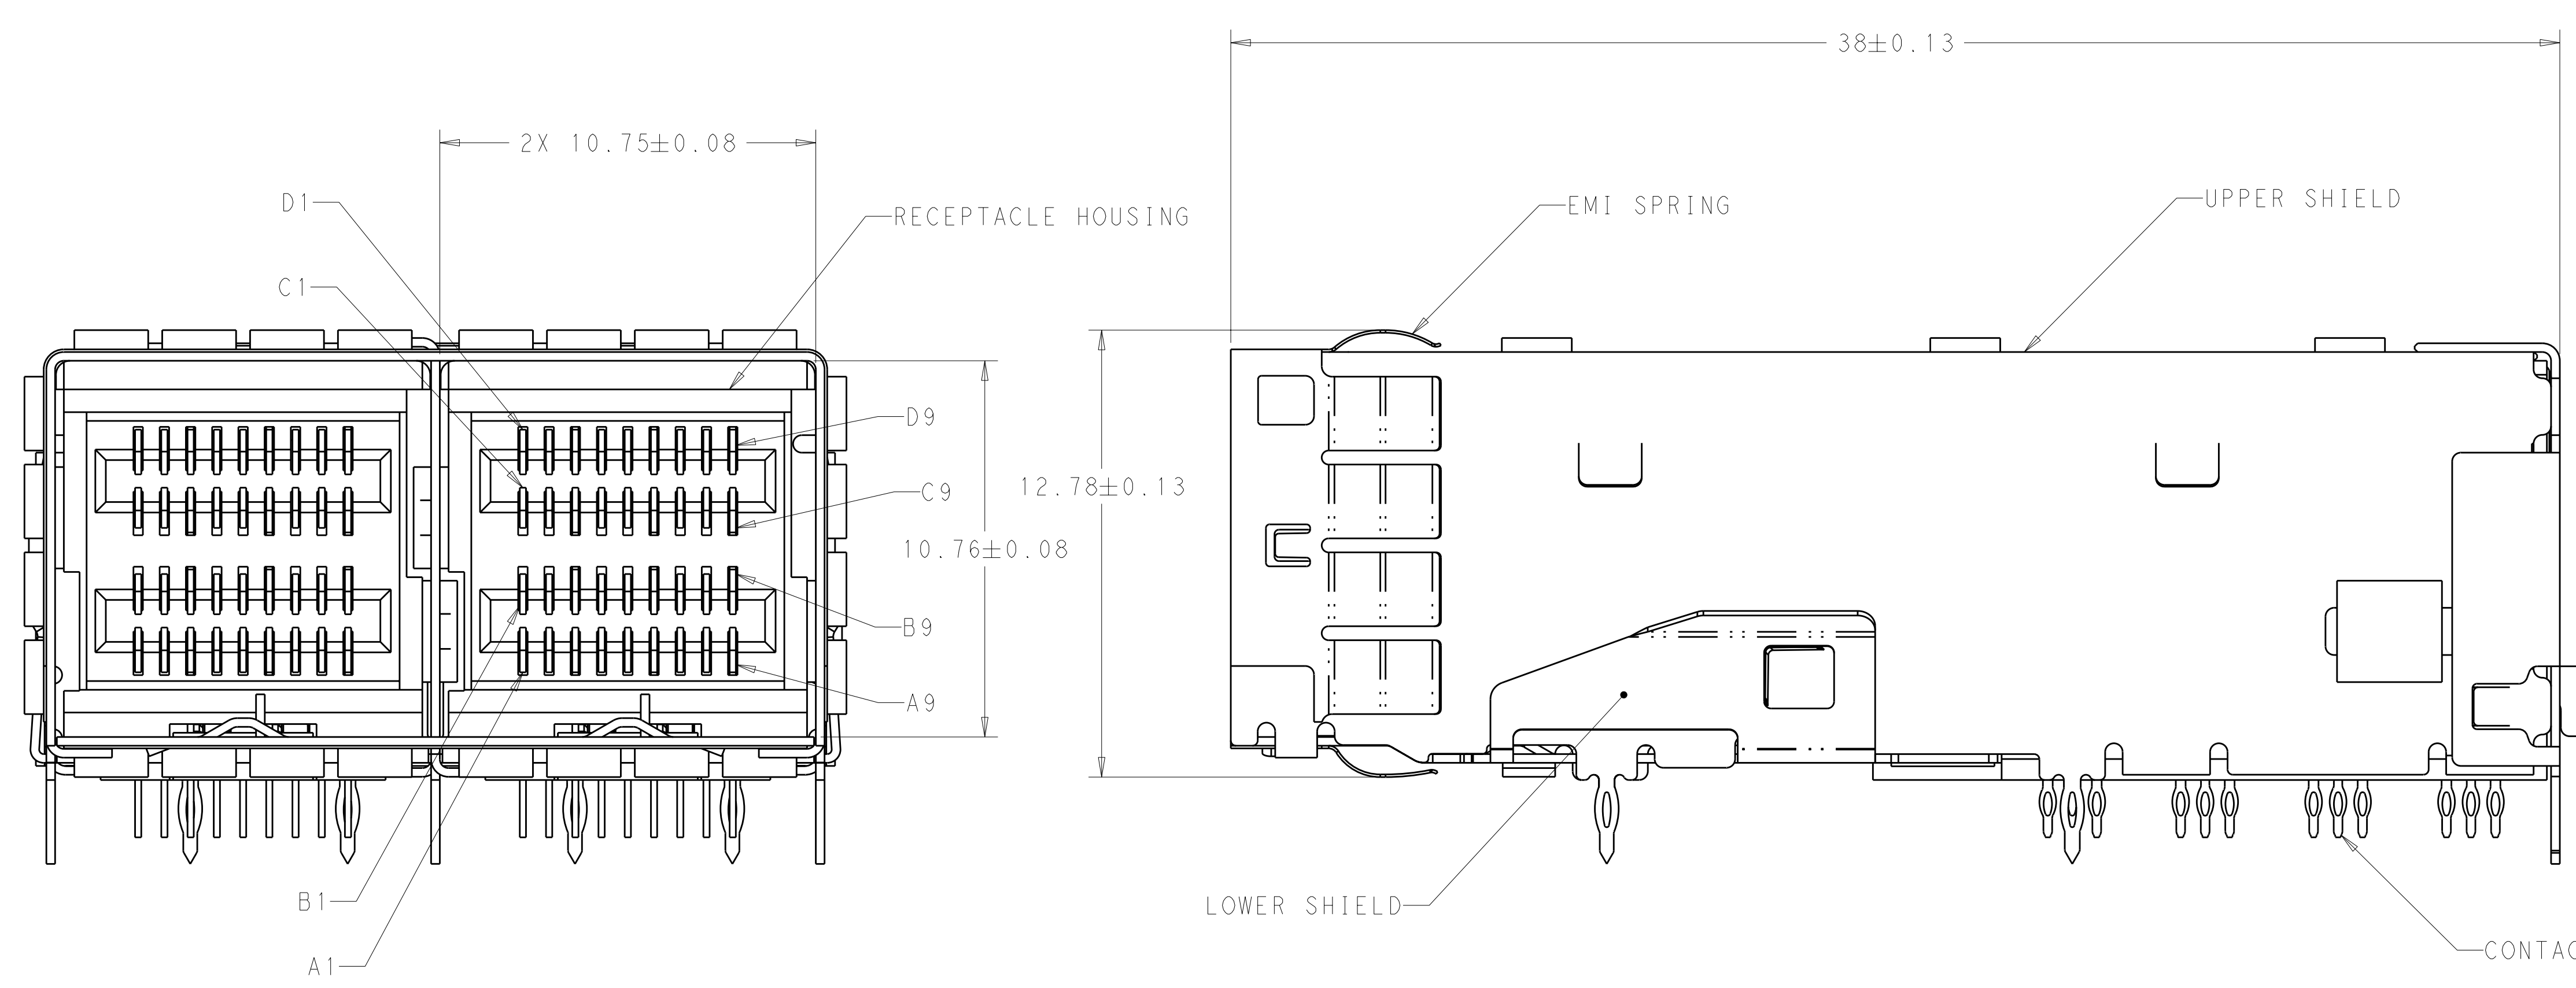 38±0.13
2X 10.75±0.08
D1
RECEPTACLE HOUSING
EMI SPRING
UPPER SHIELD
C1
D9
C9
12.78±0.13
10.76±0.08
B9
A9
B1
A1
LOWER SHIELD
CONTAC